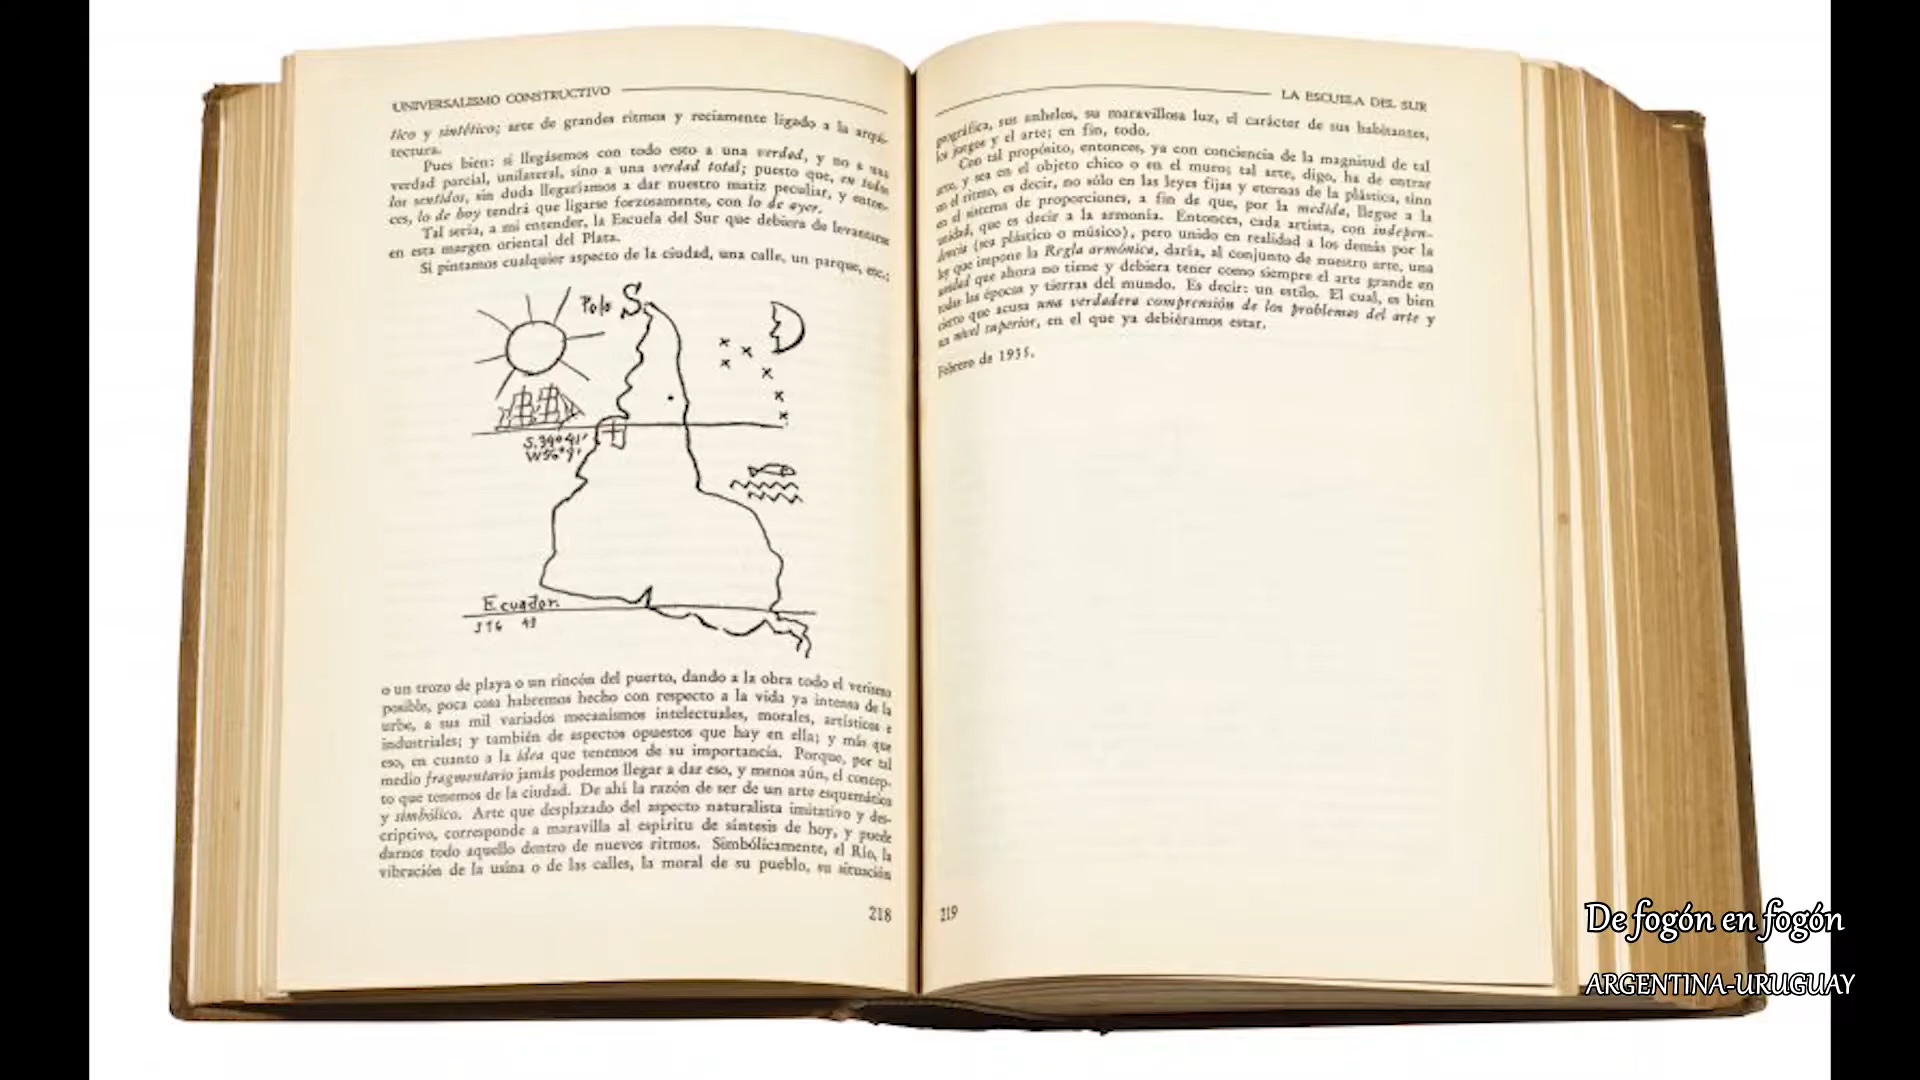 UNIVERSALISMO CONSTRUCTIVO
tico y sintético; arte de grandes ritmos y reciamente ligado a la arqui-
tectura.
Pues bien: si llegásemos con todo esto a una verdad, y no a una
verdad parcial, unilateral, sino a una verdad total; puesto que, en todos
los sentidos, sin duda llegaríamos a dar nuestro matiz peculiar, y enton-
ces, lo de hoy tendrá que ligarse forzosamente, con lo de ayer.
Tal sería, a mi entender, la Escuela del Sur que debiera de levantarse
en esta margen oriental del Plata.
Si pintamos cualquier aspecto de la ciudad, una calle, un parque, etc.;
Polo S.
S. 34º 41'
W 56º 9'
Ecuador.
o un trozo de playa o un rincón del puerto, dando a la obra todo el verismo
posible, poca cosa habremos hecho con respecto a la vida ya intensa de la
urbe, a sus mil variados mecanismos intelectuales, morales, artísticos e
industriales; y también de aspectos opuestos que hay en ella; y más que
eso, en cuanto a la idea que tenemos de su importancia. Porque, por tal
medio fragmentario jamás podemos llegar a dar eso, y menos aún, el concep-
to que tenemos de la ciudad. De ahí la razón de ser de un arte esquemático
y simbólico. Arte que desplazado del aspecto naturalista imitativo y des-
criptivo, corresponde a maravilla al espíritu de síntesis de hoy, y puede
darnos todo aquello dentro de nuevos ritmos. Simbólicamente, el Río, la
vibración de la usina o de las calles, la moral de su pueblo, su situación
218
LA ESCUELA DEL SUR
geográfica, sus anhelos, su maravillosa luz, el carácter de sus habitantes,
los juegos y el arte; en fin, todo.
Con tal propósito, entonces, ya con conciencia de la magnitud de tal
arte, y sea en el objeto chico o en el muro; tal arte, digo, ha de entrar
en el ritmo, es decir, no sólo en las leyes fijas y eternas de la plástica, sino
en el sistema de proporciones, a fin de que, por la medida, llegue a la
unidad, que es decir a la armonía. Entonces, cada artista, con indepen-
dencia (sea plástico o músico), pero unido en realidad a los demás por la
ley que impone la Regla armónica, daría, al conjunto de nuestro arte, una
unidad que ahora no tiene y debiera tener como siempre el arte grande en
todas las épocas y tierras del mundo. Es decir: un estilo. El cual, es bien
cierto que acusa una verdadera comprensión de los problemas del arte y
un nivel superior, en el que ya debiéramos estar.
Febrero de 1935.
219
De fogón en fogón
ARGENTINA-URUGUAY